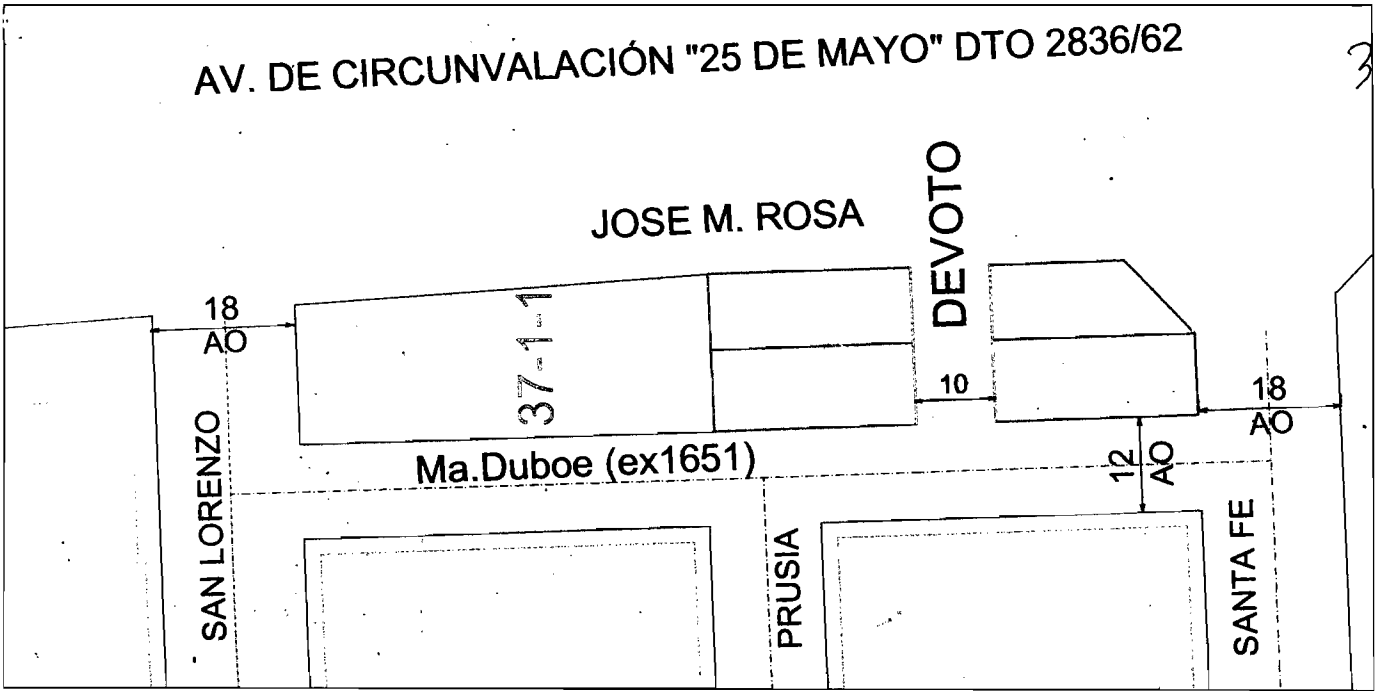 AV. DE CIRCUNVALACIÓN "25 DE MAYO" DTO 2836/62
3
JOSE M. ROSA
DEVOTO
18
AO
37-1-1
10
18
AO
SAN LORENZO
Ma.Duboe (ex1651)
12
AO
PRUSIA
SANTA FE